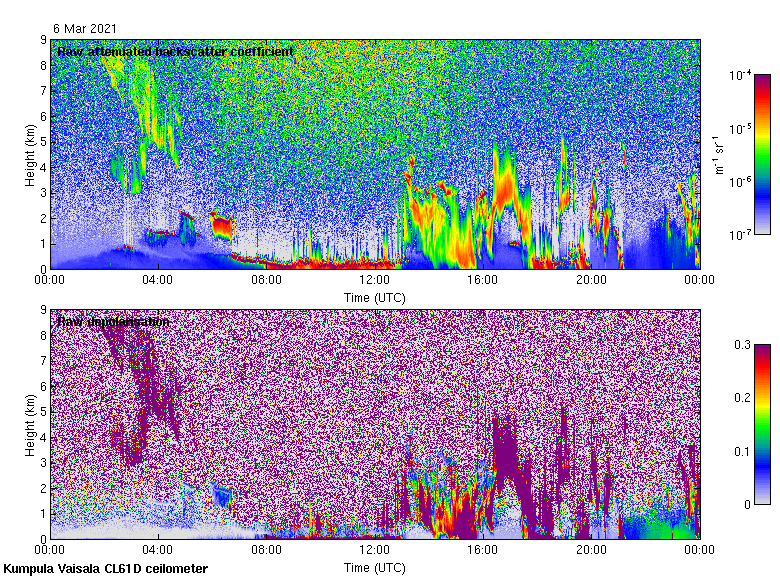 6 Mar 2021
Raw attenuated backscatter coefficient
9
8
7
6
5
4
3
2
1
0
Height (km)
00:00 04:00 08:00 12:00 16:00 20:00 00:00
Time (UTC)
10⁻⁴
10⁻⁵
10⁻⁶
10⁻⁷
m⁻¹ sr⁻¹
Raw depolarisation
9
8
7
6
5
4
3
2
1
0
Height (km)
00:00 04:00 08:00 12:00 16:00 20:00 00:00
Time (UTC)
0.3
0.2
0.1
0
Kumpula Vaisala CL61D ceilometer